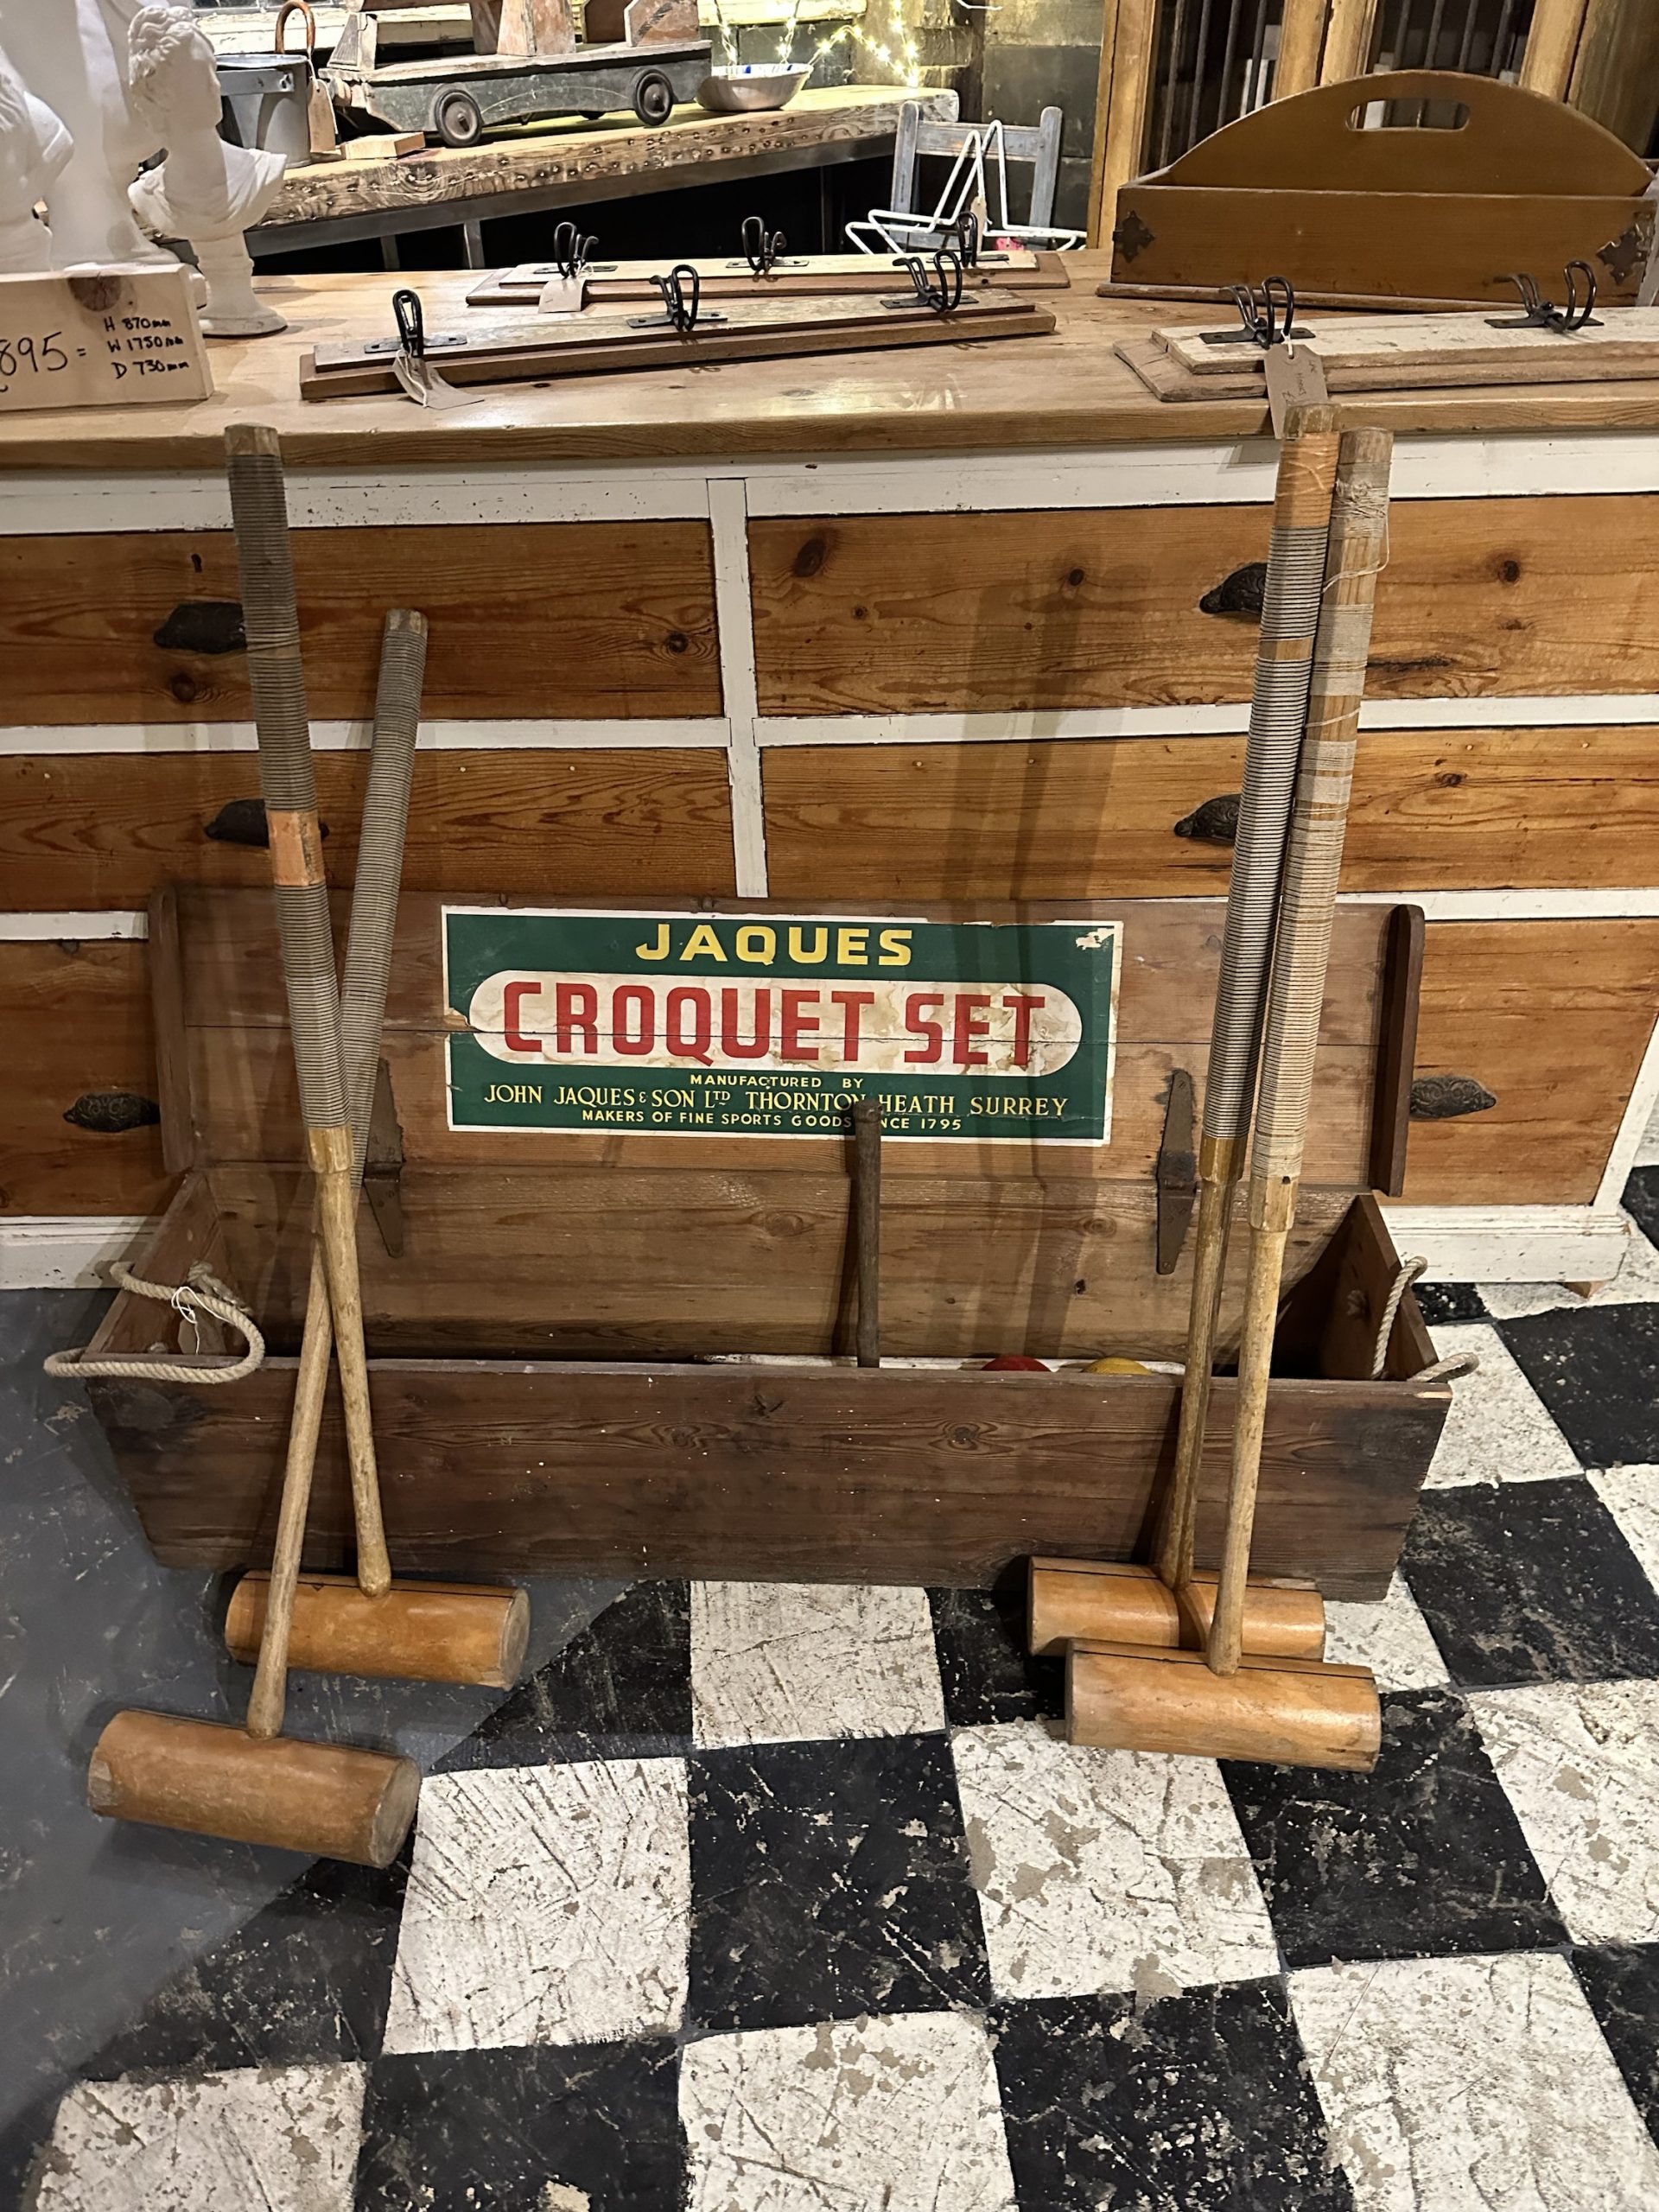 895=
H 870mm
W 1750mm
D 730mm
JAQUES
CROQUET SET
MANUFACTURED BY
JOHN JAQUES & SON LTD THORNTON HEATH SURREY
MAKERS OF FINE SPORTS GOODS NCE 1795